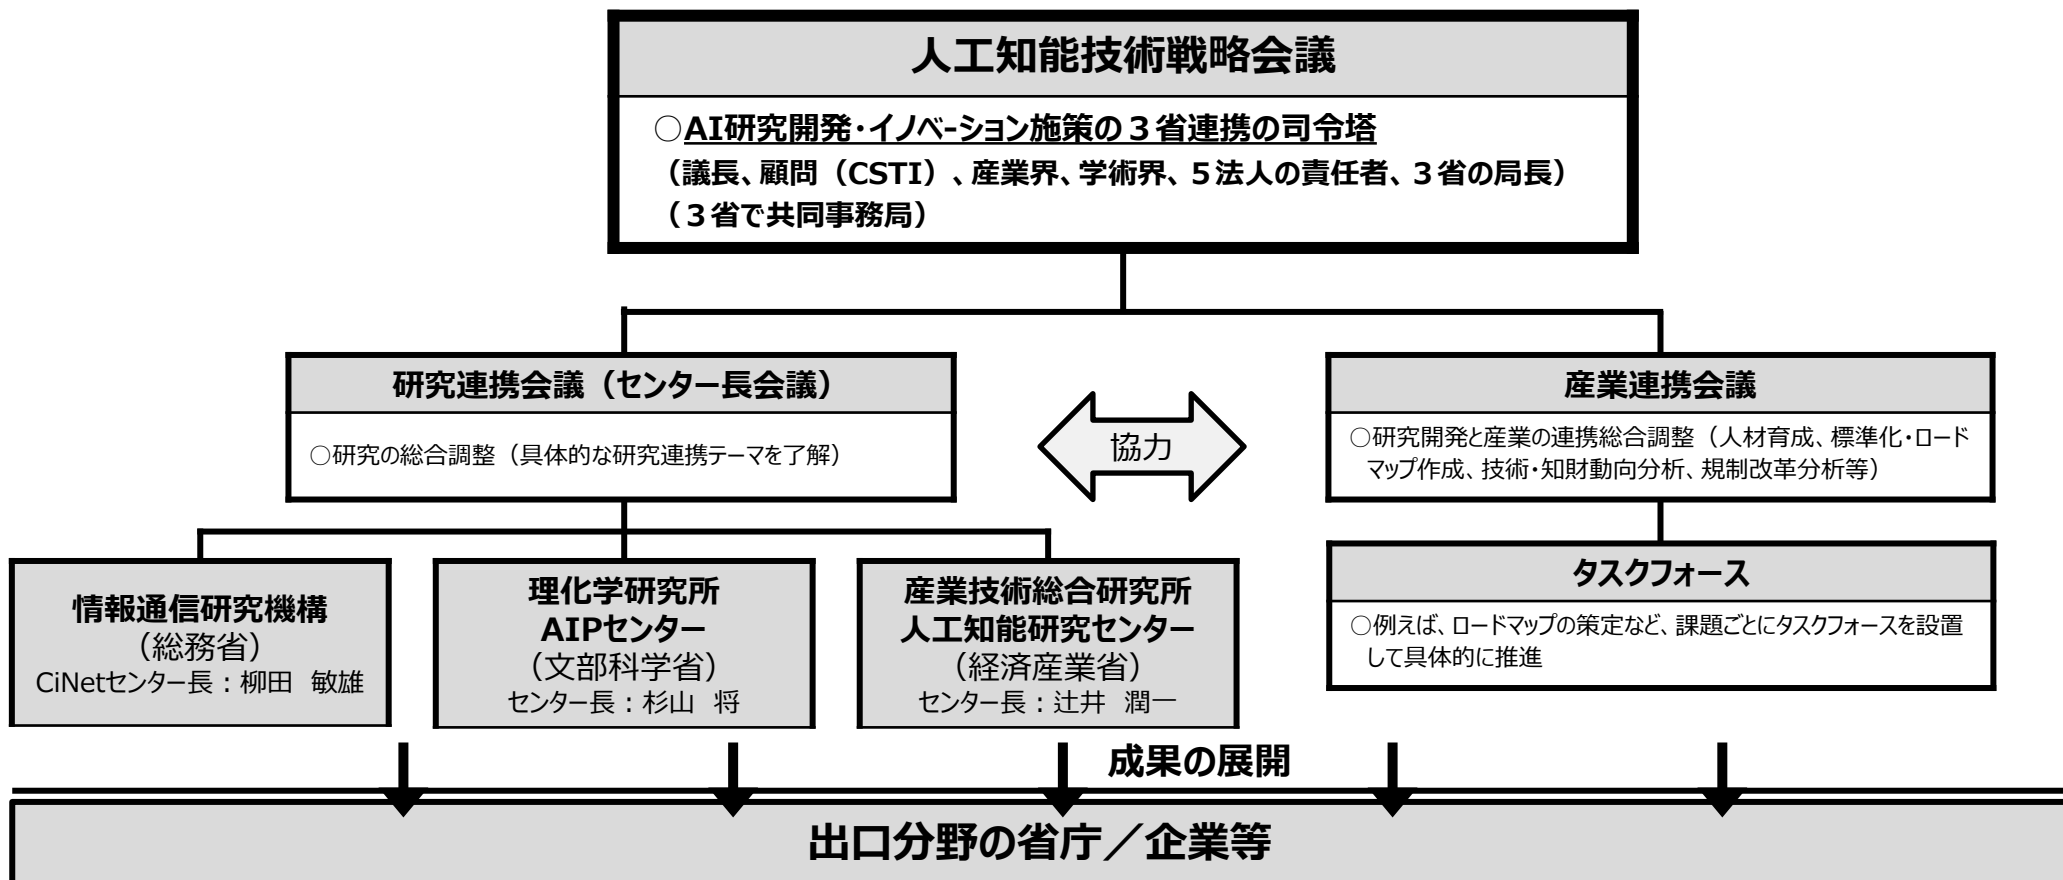 人工知能技術戦略会議
○AI研究開発・イノベーション施策の３省連携の司令塔
（議長、顧問（CSTI）、産業界、学術界、５法人の責任者、３省の局長）
（３省で共同事務局）
研究連携会議（センター長会議）
○研究の総合調整（具体的な研究連携テーマを了解）
協力
産業連携会議
○研究開発と産業の連携総合調整（人材育成、標準化・ロード
マップ作成、技術・知財動向分析、規制改革分析等）
情報通信研究機構
（総務省）
CiNetセンター長：柳田　敏雄
理化学研究所
AIPセンター
（文部科学省）
センター長：杉山　将
産業技術総合研究所
人工知能研究センター
（経済産業省）
センター長：辻井　潤一
タスクフォース
○例えば、ロードマップの策定など、課題ごとにタスクフォースを設置
して具体的に推進
成果の展開
出口分野の省庁／企業等